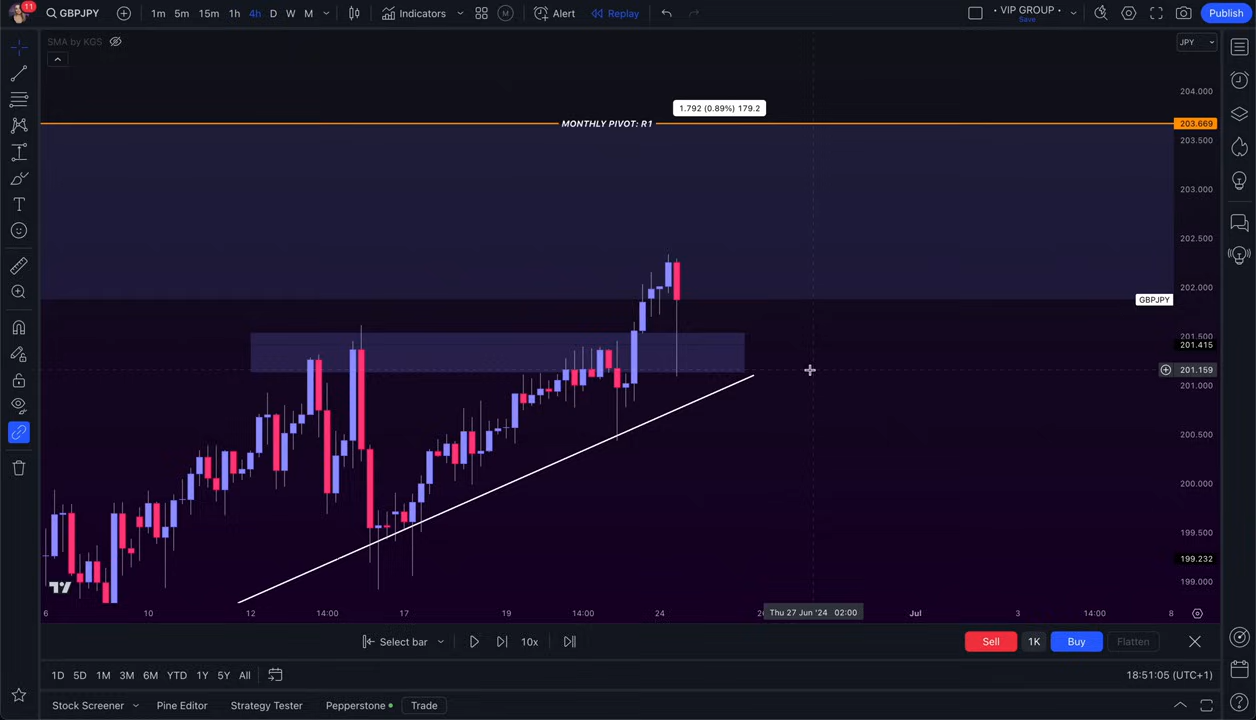 11
GBPJPY
1m 5m 15m 1h 4h D W M
Indicators
M
Alert
Replay
• VIP GROUP •
Save
Publish
SMA by KGS
JPY
204.000
1.792 (0.89%) 179.2
MONTHLY PIVOT: R1
203.669
203.500
203.000
202.500
202.000
GBPJPY
201.500
201.415
201.159
201.000
200.500
200.000
199.500
199.232
199.000
6 10 12 14:00 17 19 14:00 24 2 Thu 27 Jun '24 02:00 Jul 3 14:00 8
Select bar
10x
Sell
1K
Buy
Flatten
1D 5D 1M 3M 6M YTD 1Y 5Y All
18:51:05 (UTC+1)
Stock Screener
Pine Editor
Strategy Tester
Pepperstone
Trade